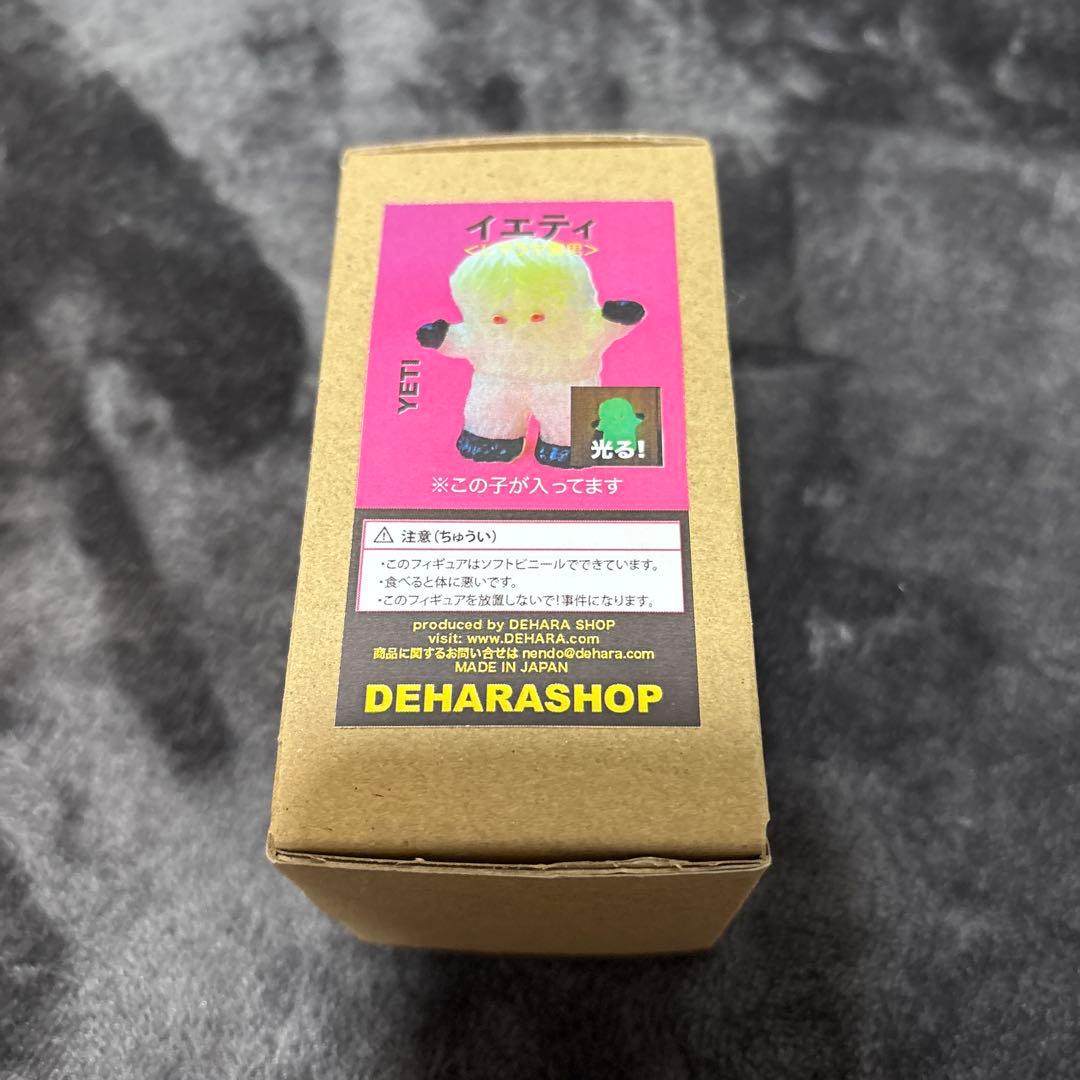 イエティ
YETI
光る!
※この子が入ってます
注意(ちゅうい)
・このフィギュアはソフトビニールでできています。
・食べると体に悪いです。
・このフィギュアを放置しないで!事件になります。
produced by DEHARA SHOP
visit: www.DEHARA.com
商品に関するお問い合せは nendo@dehara.com
MADE IN JAPAN
DEHARASHOP